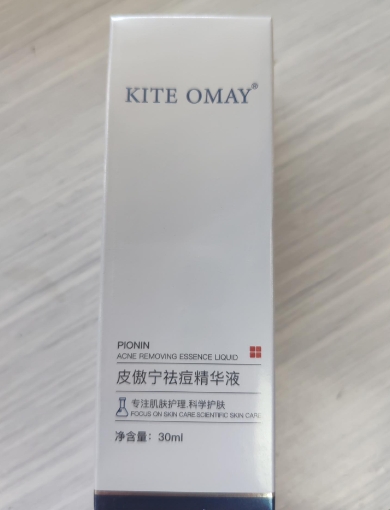 KITE OMAY®
PIONIN
ACNE REMOVING ESSENCE LIQUID
皮傲宁祛痘精华液
专注肌肤护理.科学护肤
FOCUS ON SKIN CARE.SCIENTIFIC SKIN CARE
净含量: 30ml